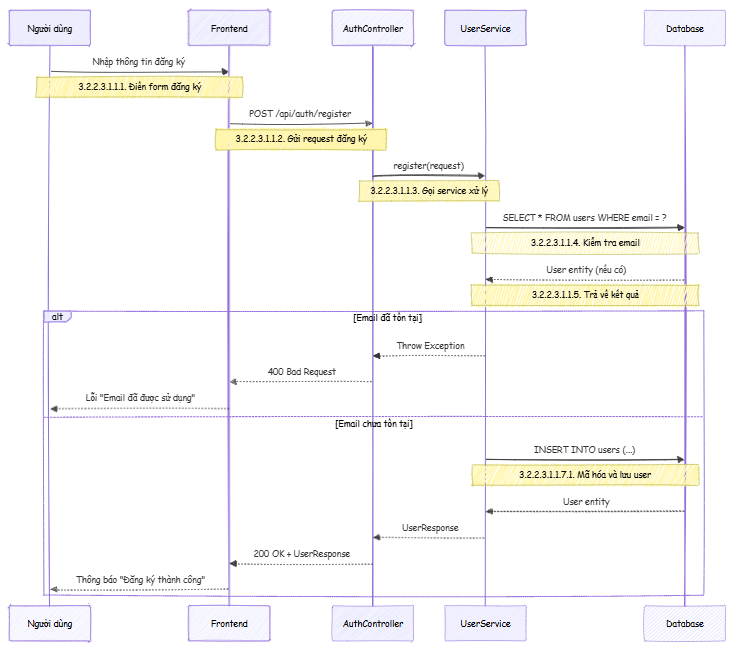 Người dùng
Frontend
AuthController
UserService
Database
Nhập thông tin đăng ký
3.2.2.3.1.1.1. Điền form đăng ký
POST /api/auth/register
3.2.2.3.1.1.2. Gửi request đăng ký
register(request)
3.2.2.3.1.1.3. Gọi service xử lý
SELECT * FROM users WHERE email = ?
3.2.2.3.1.1.4. Kiểm tra email
User entity (nếu có)
3.2.2.3.1.1.5. Trả về kết quả
alt
[Email đã tồn tại]
Throw Exception
400 Bad Request
Lỗi "Email đã được sử dụng"
[Email chưa tồn tại]
INSERT INTO users (...)
3.2.2.3.1.1.7.1. Mã hóa và lưu user
User entity
UserResponse
200 OK + UserResponse
Thông báo "Đăng ký thành công"
Người dùng
Frontend
AuthController
UserService
Database